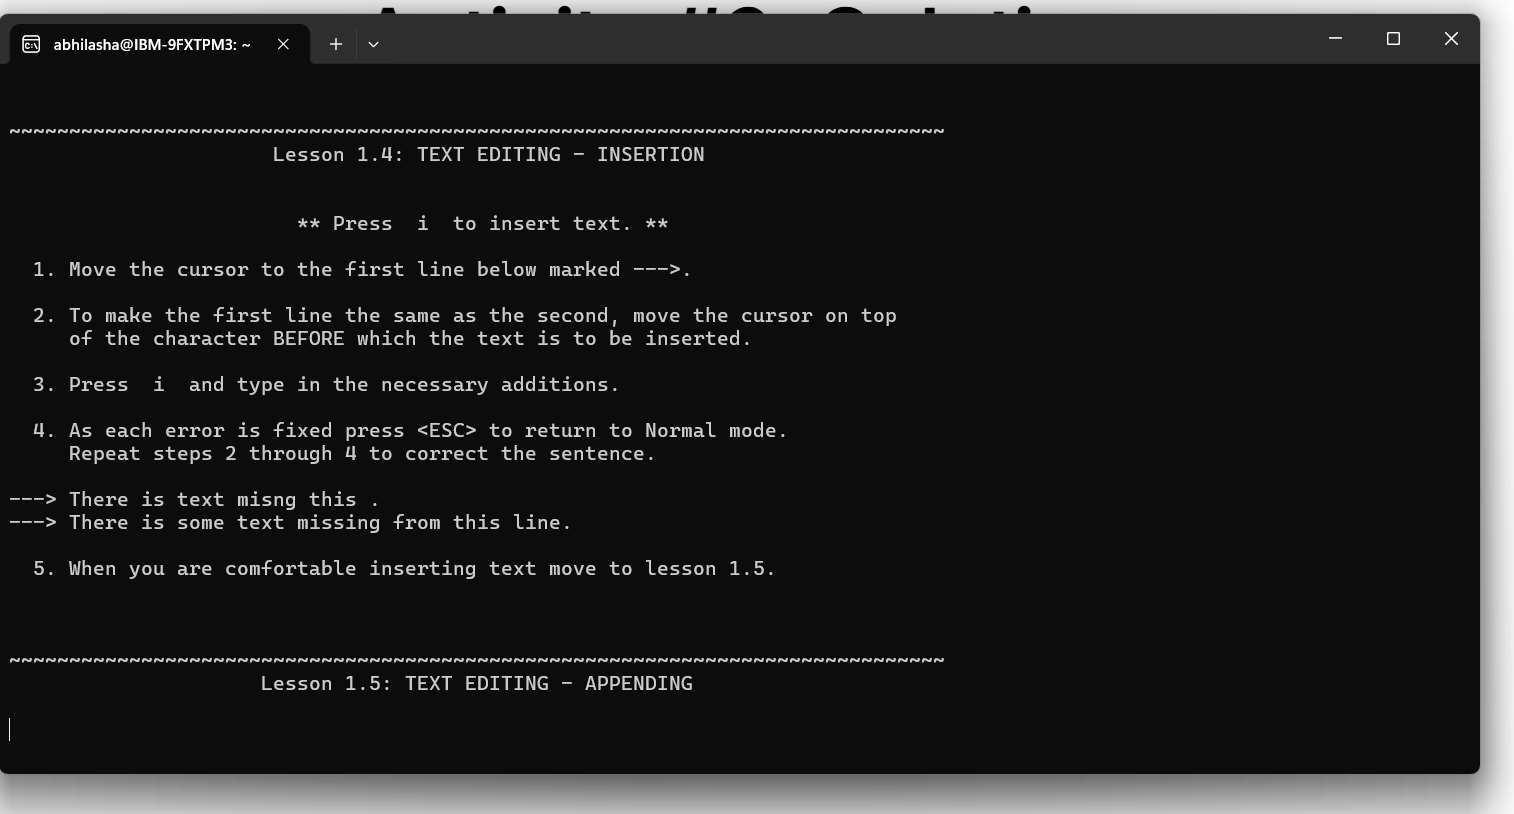 abhilasha@IBM-9FXTPM3: ~
~~~~~~~~~~~~~~~~~~~~~~~~~~~~~~~~~~~~~~~~~~~~~~~~~~~~~~~~~~~~~~~~~~~~~~~~~~~~~~
Lesson 1.4: TEXT EDITING - INSERTION
** Press  i  to insert text. **
1. Move the cursor to the first line below marked --->.
2. To make the first line the same as the second, move the cursor on top
of the character BEFORE which the text is to be inserted.
3. Press  i  and type in the necessary additions.
4. As each error is fixed press <ESC> to return to Normal mode.
Repeat steps 2 through 4 to correct the sentence.
---> There is text misng this .
---> There is some text missing from this line.
5. When you are comfortable inserting text move to lesson 1.5.
~~~~~~~~~~~~~~~~~~~~~~~~~~~~~~~~~~~~~~~~~~~~~~~~~~~~~~~~~~~~~~~~~~~~~~~~~~~~~~
Lesson 1.5: TEXT EDITING - APPENDING